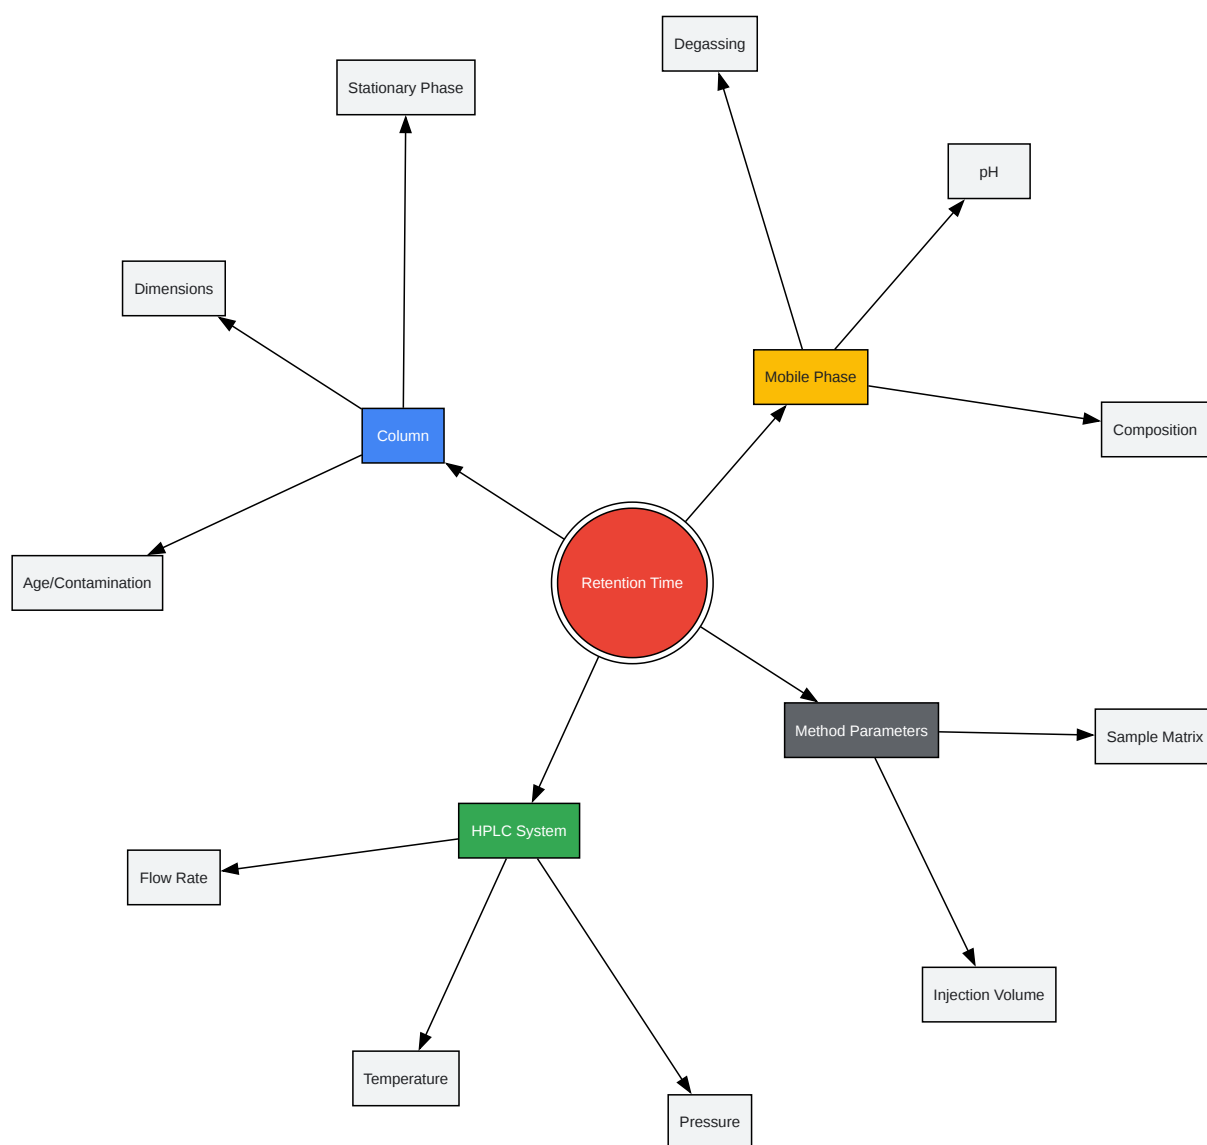 Degassing
Stationary Phase
pH
Dimensions
Mobile Phase
Composition
Column
Age/Contamination
Retention Time
Method Parameters
Sample Matrix
HPLC System
Flow Rate
Injection Volume
Temperature
Pressure